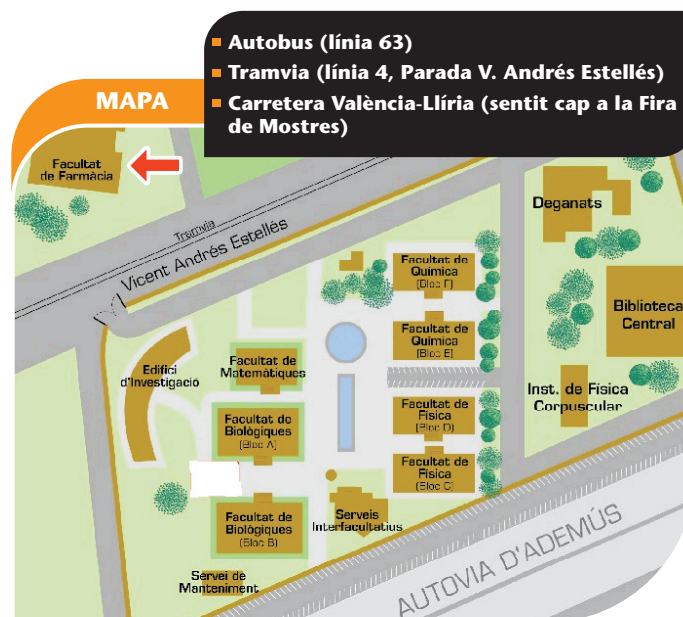 Autobus (línia 63)
Tramvia (línia 4, Parada V. Andrés Estellés)
Carretera València-Llíria (sentit cap a la Fira
de Mostres)
MAPA
Facultat
de Farmàcia
Tramvia
Vicent Andrés Estellés
Deganats
Facultat de
Química
(Bloc F)
Biblioteca
Central
Facultat de
Química
(Bloc E)
Edifici
d'Investigació
Facultat de
Matemàtiques
Inst. de Física
Corpuscular
Facultat de
Física
(Bloc D)
Facultat de
Biològiques
(Bloc A)
Facultat de
Física
(Bloc C)
Serveis
Interfacultatius
Facultat de
Biològiques
(Bloc B)
Servei de
Manteniment
AUTOVIA D'ADEMÚS